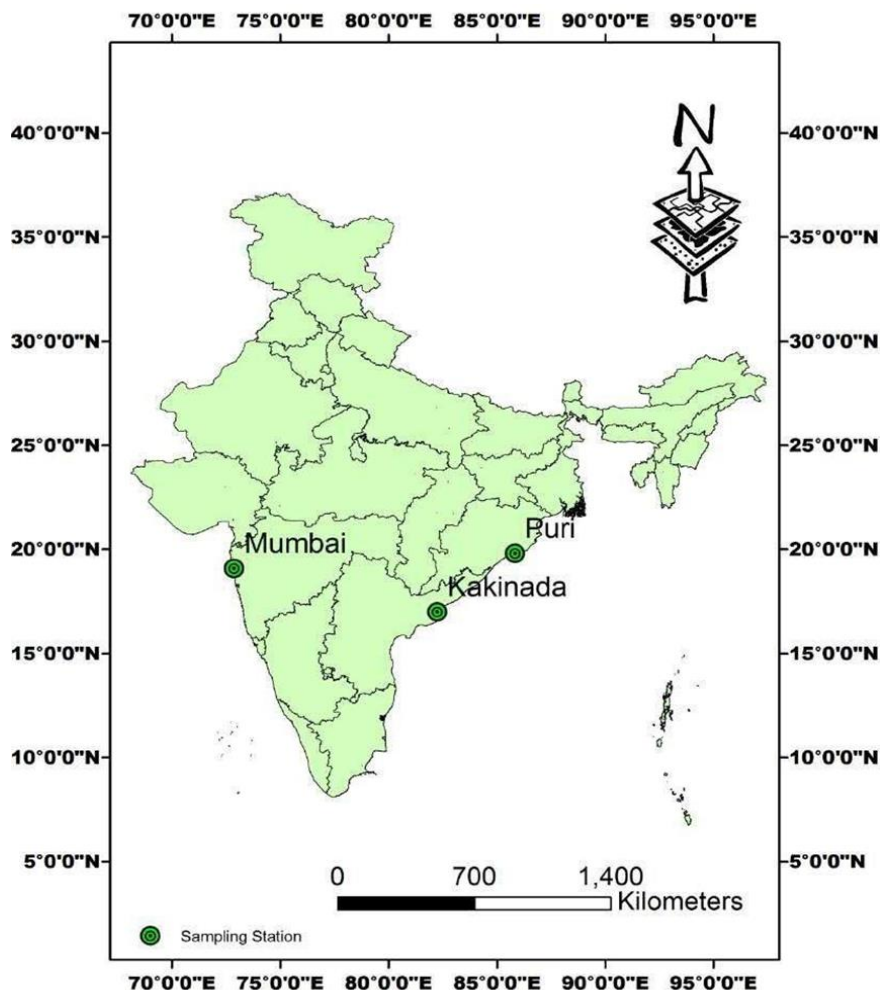 70°0'0"E 75°0'0"E 80°0'0"E 85°0'0"E 90°0'0"E 95°0'0"E
N
40°0'0"N 40°0'0"N
35°0'0"N 35°0'0"N
30°0'0"N 30°0'0"N
25°0'0"N 25°0'0"N
Puri
20°0'0"N Mumbai 20°0'0"N
Kakinada
15°0'0"N 15°0'0"N
10°0'0"N 10°0'0"N
5°0'0"N 5°0'0"N
0 700 1,400
Kilometers
Sampling Station
70°0'0"E 75°0'0"E 80°0'0"E 85°0'0"E 90°0'0"E 95°0'0"E